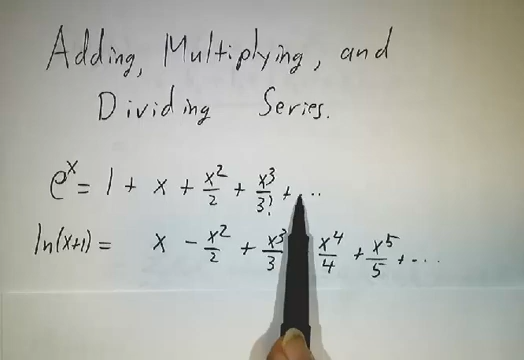 Adding, Multiplying, and
Dividing Series.
e^x = 1 + x + x^2/2 + x^3/3! + ...
ln(x+1) = x - x^2/2 + x^3/3 x^4/4 + x^5/5 + ...